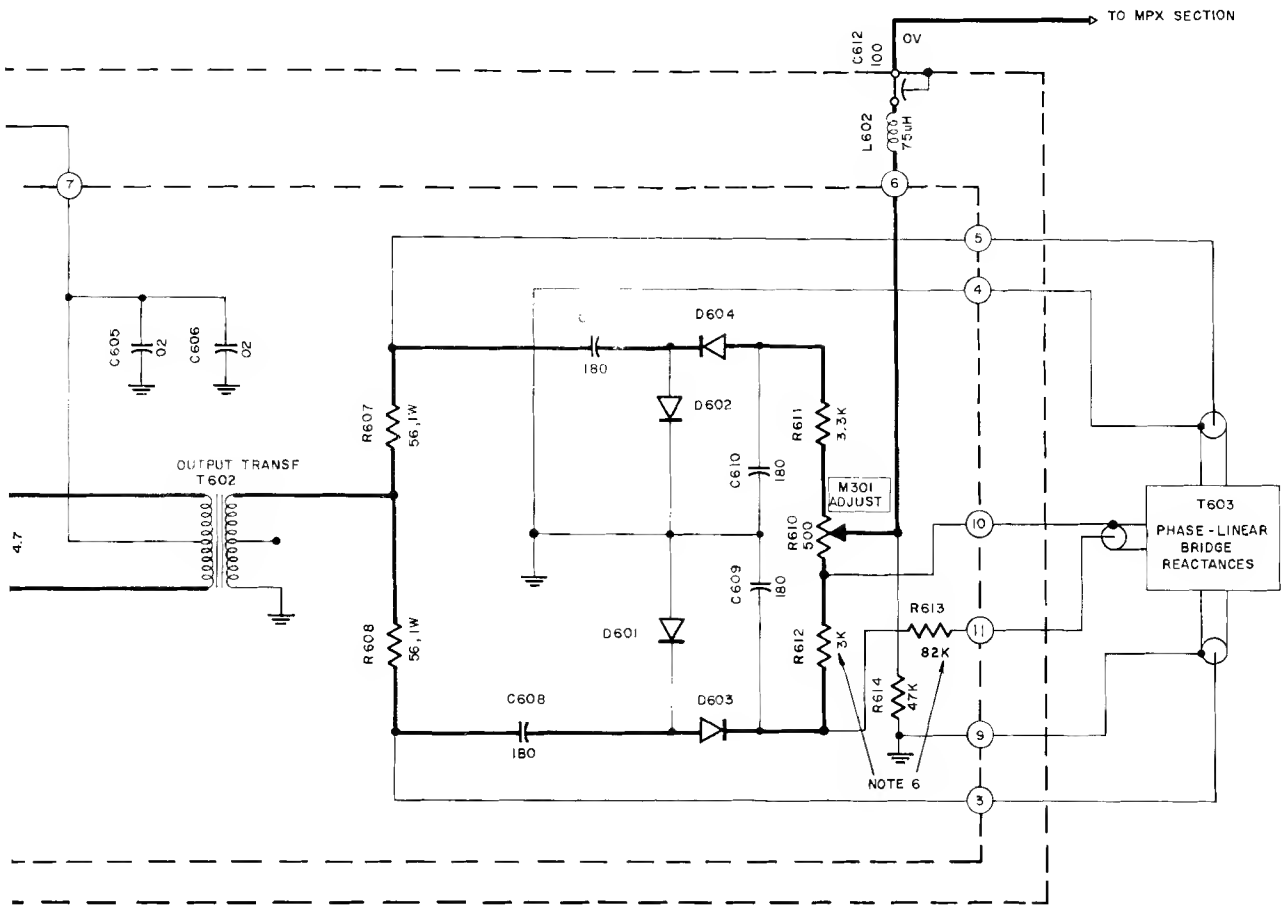 TO MPX SECTION
C612
100
0V
L602
75uH
7
6
5
4
C605
02
C606
02
D604
180
D602
R607
56,1W
R611
3.3K
C610
180
OUTPUT TRANSF
T602
M301
ADJUST
R610
500
10
T603
PHASE-LINEAR
BRIDGE
REACTANCES
4.7
C609
180
R613
82K
11
D601
R608
56,1W
R612
3K
R614
47K
C608
180
D603
9
NOTE 6
3